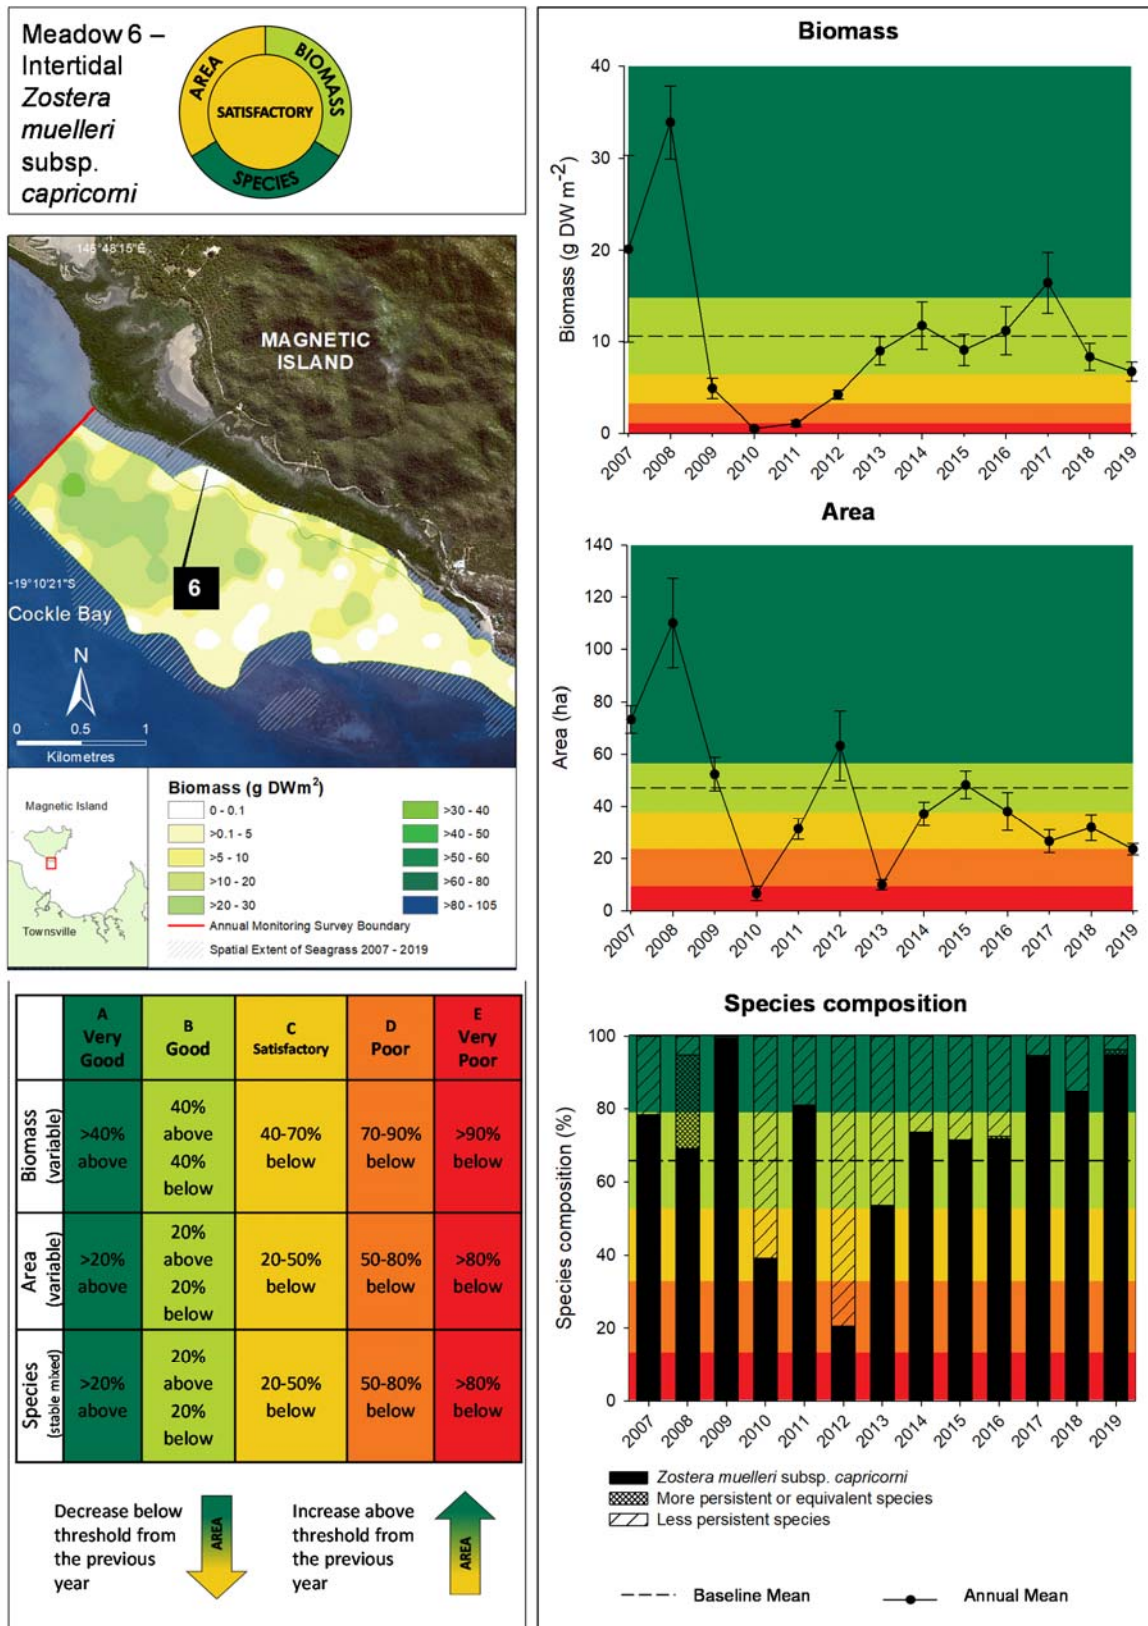 Meadow 6 –
Intertidal
Zostera
muelleri
subsp.
capricorni
AREA
BIOMASS
SATISFACTORY
SPECIES
146°48'15"E
MAGNETIC
ISLAND
6
-19°10'21"S
Cockle Bay
N
0 0.5 1
Kilometres
Magnetic Island
Townsville
Biomass (g DWm²)
0 - 0.1
>0.1 - 5
>5 - 10
>10 - 20
>20 - 30
>30 - 40
>40 - 50
>50 - 60
>60 - 80
>80 - 105
Annual Monitoring Survey Boundary
Spatial Extent of Seagrass 2007 - 2019
A
Very
Good
B
Good
C
Satisfactory
D
Poor
E
Very
Poor
Biomass
(variable)
>40%
above
40%
above
40%
below
40-70%
below
70-90%
below
>90%
below
Area
(variable)
>20%
above
20%
above
20%
below
20-50%
below
50-80%
below
>80%
below
Species
(stable mixed)
>20%
above
20%
above
20%
below
20-50%
below
50-80%
below
>80%
below
Decrease below
threshold from
the previous
year
AREA
Increase above
threshold from
the previous
year
AREA
Biomass
Biomass (g DW m⁻²)
40
30
20
10
0
2007 2008 2009 2010 2011 2012 2013 2014 2015 2016 2017 2018 2019
Area
Area (ha)
140
120
100
80
60
40
20
0
2007 2008 2009 2010 2011 2012 2013 2014 2015 2016 2017 2018 2019
Species composition
Species composition (%)
100
80
60
40
20
0
2007 2008 2009 2010 2011 2012 2013 2014 2015 2016 2017 2018 2019
Zostera muelleri subsp. capricorni
More persistent or equivalent species
Less persistent species
Baseline Mean
Annual Mean